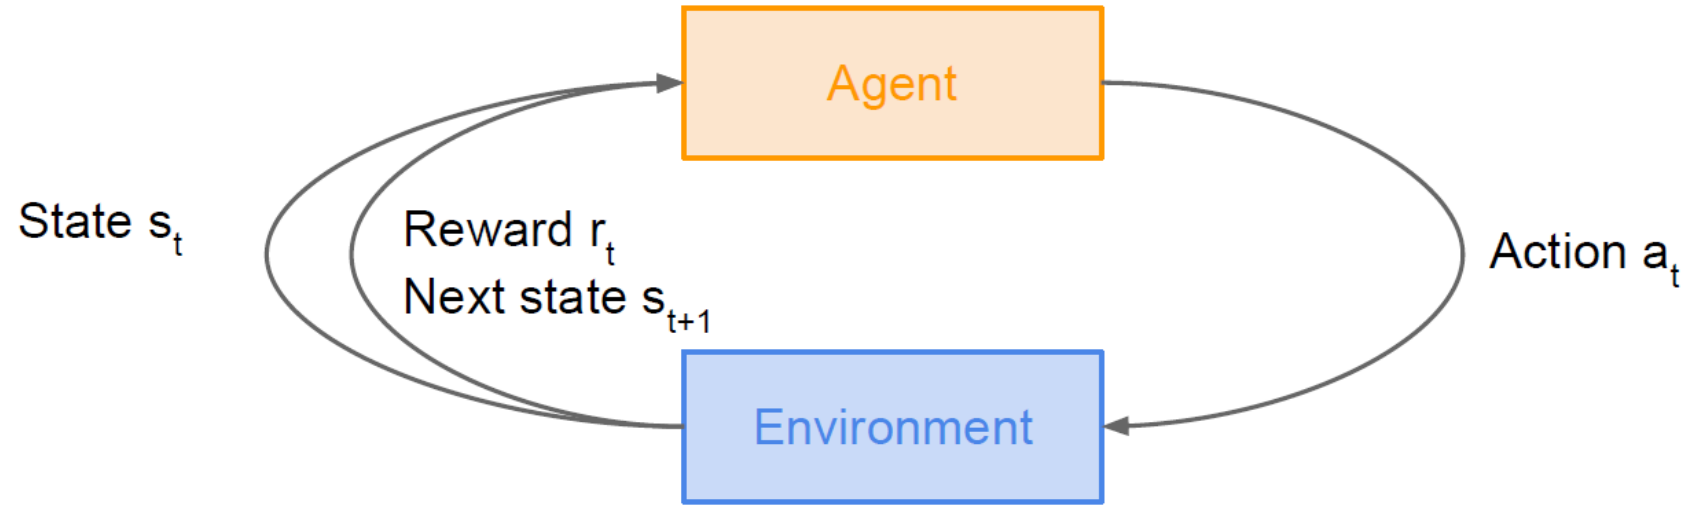 Agent
State sₜ
Reward rₜ
Next state sₜ₊₁
Action aₜ
Environment